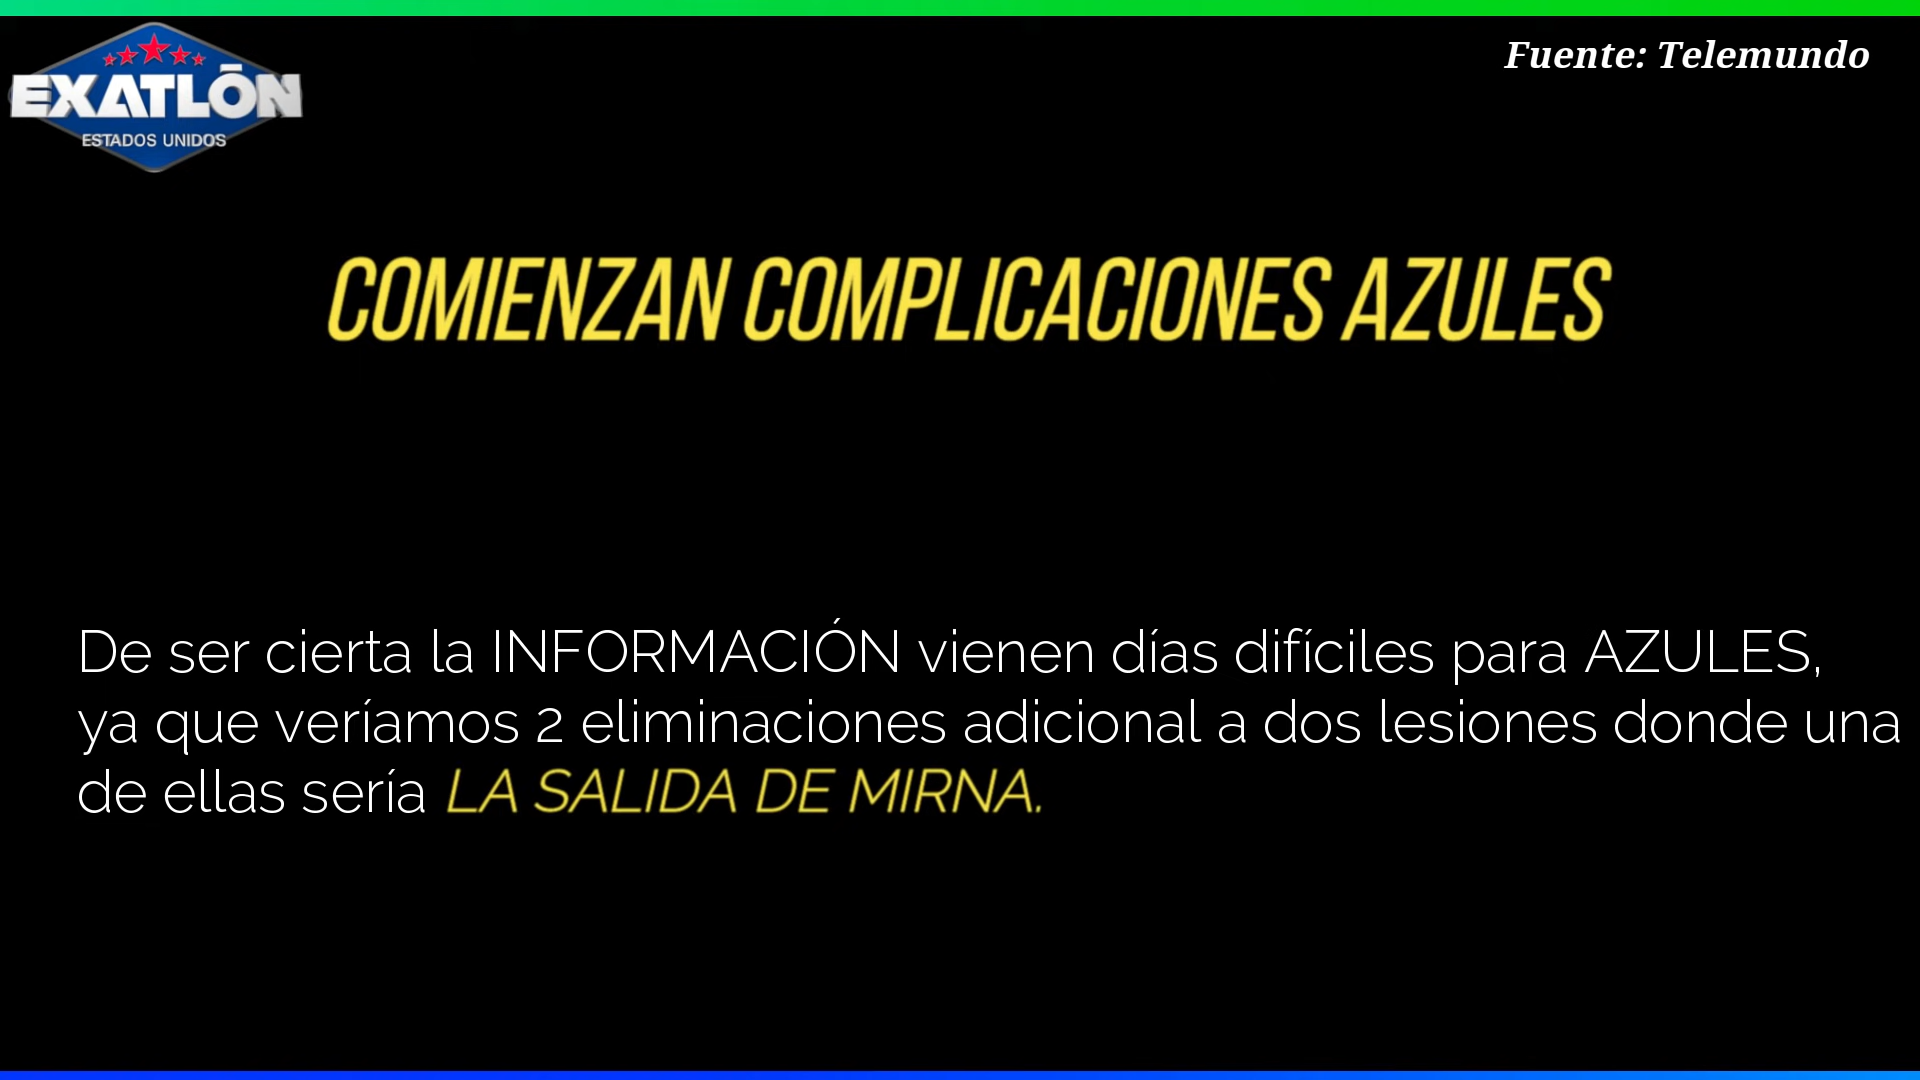 EXATLÓN
ESTADOS UNIDOS
Fuente: Telemundo
COMIENZAN COMPLICACIONES AZULES
De ser cierta la INFORMACIÓN vienen días difíciles para AZULES,
ya que veríamos 2 eliminaciones adicional a dos lesiones donde una
de ellas sería LA SALIDA DE MIRNA.